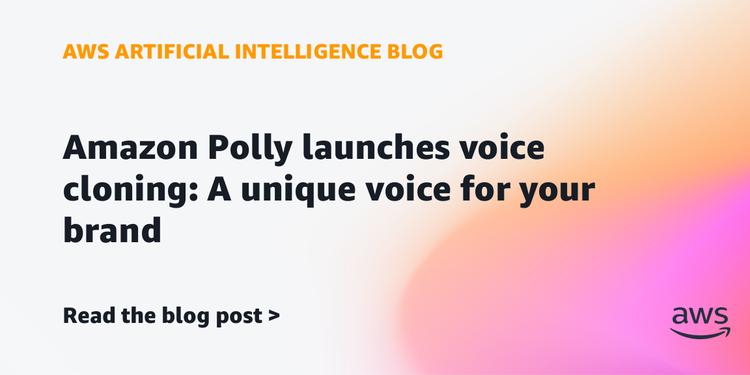 AWS ARTIFICIAL INTELLIGENCE BLOG
Amazon Polly launches voice
cloning: A unique voice for your
brand
Read the blog post >
aws